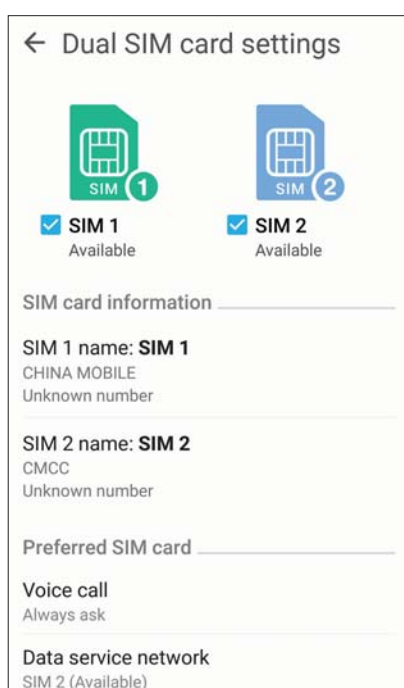 Dual SIM card settings
SIM 1
SIM 2
SIM 1
SIM 2
Available
Available
SIM card information
SIM 1 name: SIM 1
CHINA MOBILE
Unknown number
SIM 2 name: SIM 2
CMCC
Unknown number
Preferred SIM card
Voice call
Always ask
Data service network
SIM 2 (Available)